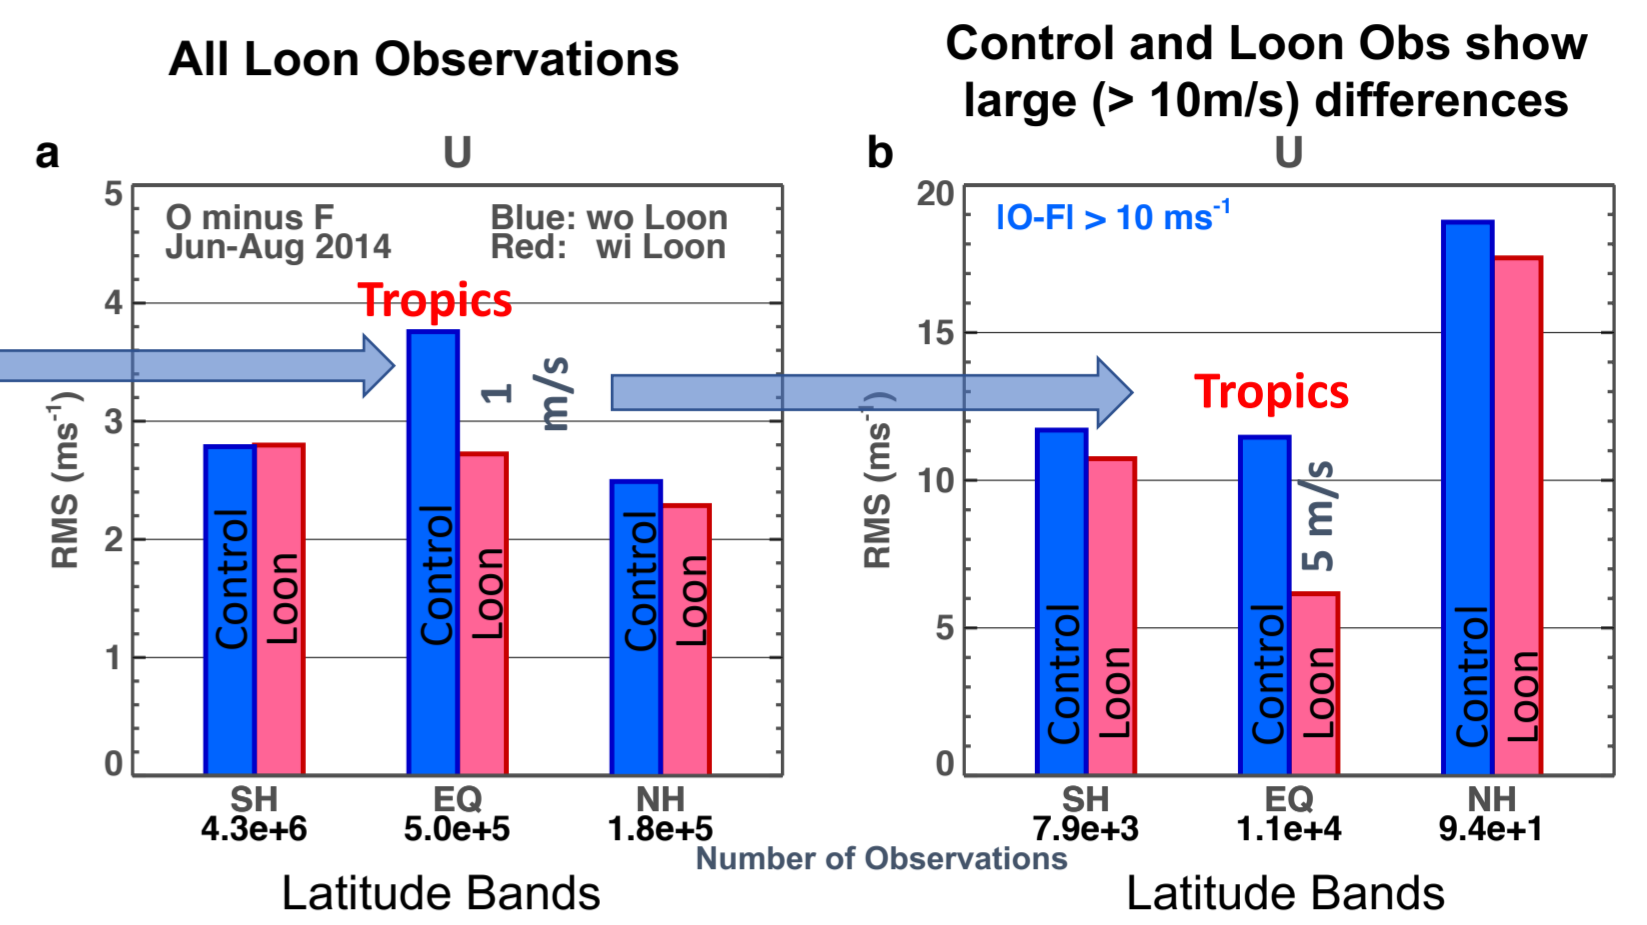 All Loon Observations
a
U
O minus F
Jun-Aug 2014
Blue: wo Loon
Red: wi Loon
Tropics
1
m/s
RMS (ms-1)
5
4
3
2
1
0
Control
Loon
Control
Loon
Control
Loon
SH
EQ
NH
4.3e+6
5.0e+5
1.8e+5
Latitude Bands
Control and Loon Obs show
large (> 10m/s) differences
b
U
|O-F| > 10 ms-1
Tropics
5 m/s
RMS (ms-1)
20
15
10
5
0
Control
Loon
Control
Loon
Control
Loon
SH
EQ
NH
7.9e+3
1.1e+4
9.4e+1
Number of Observations
Latitude Bands